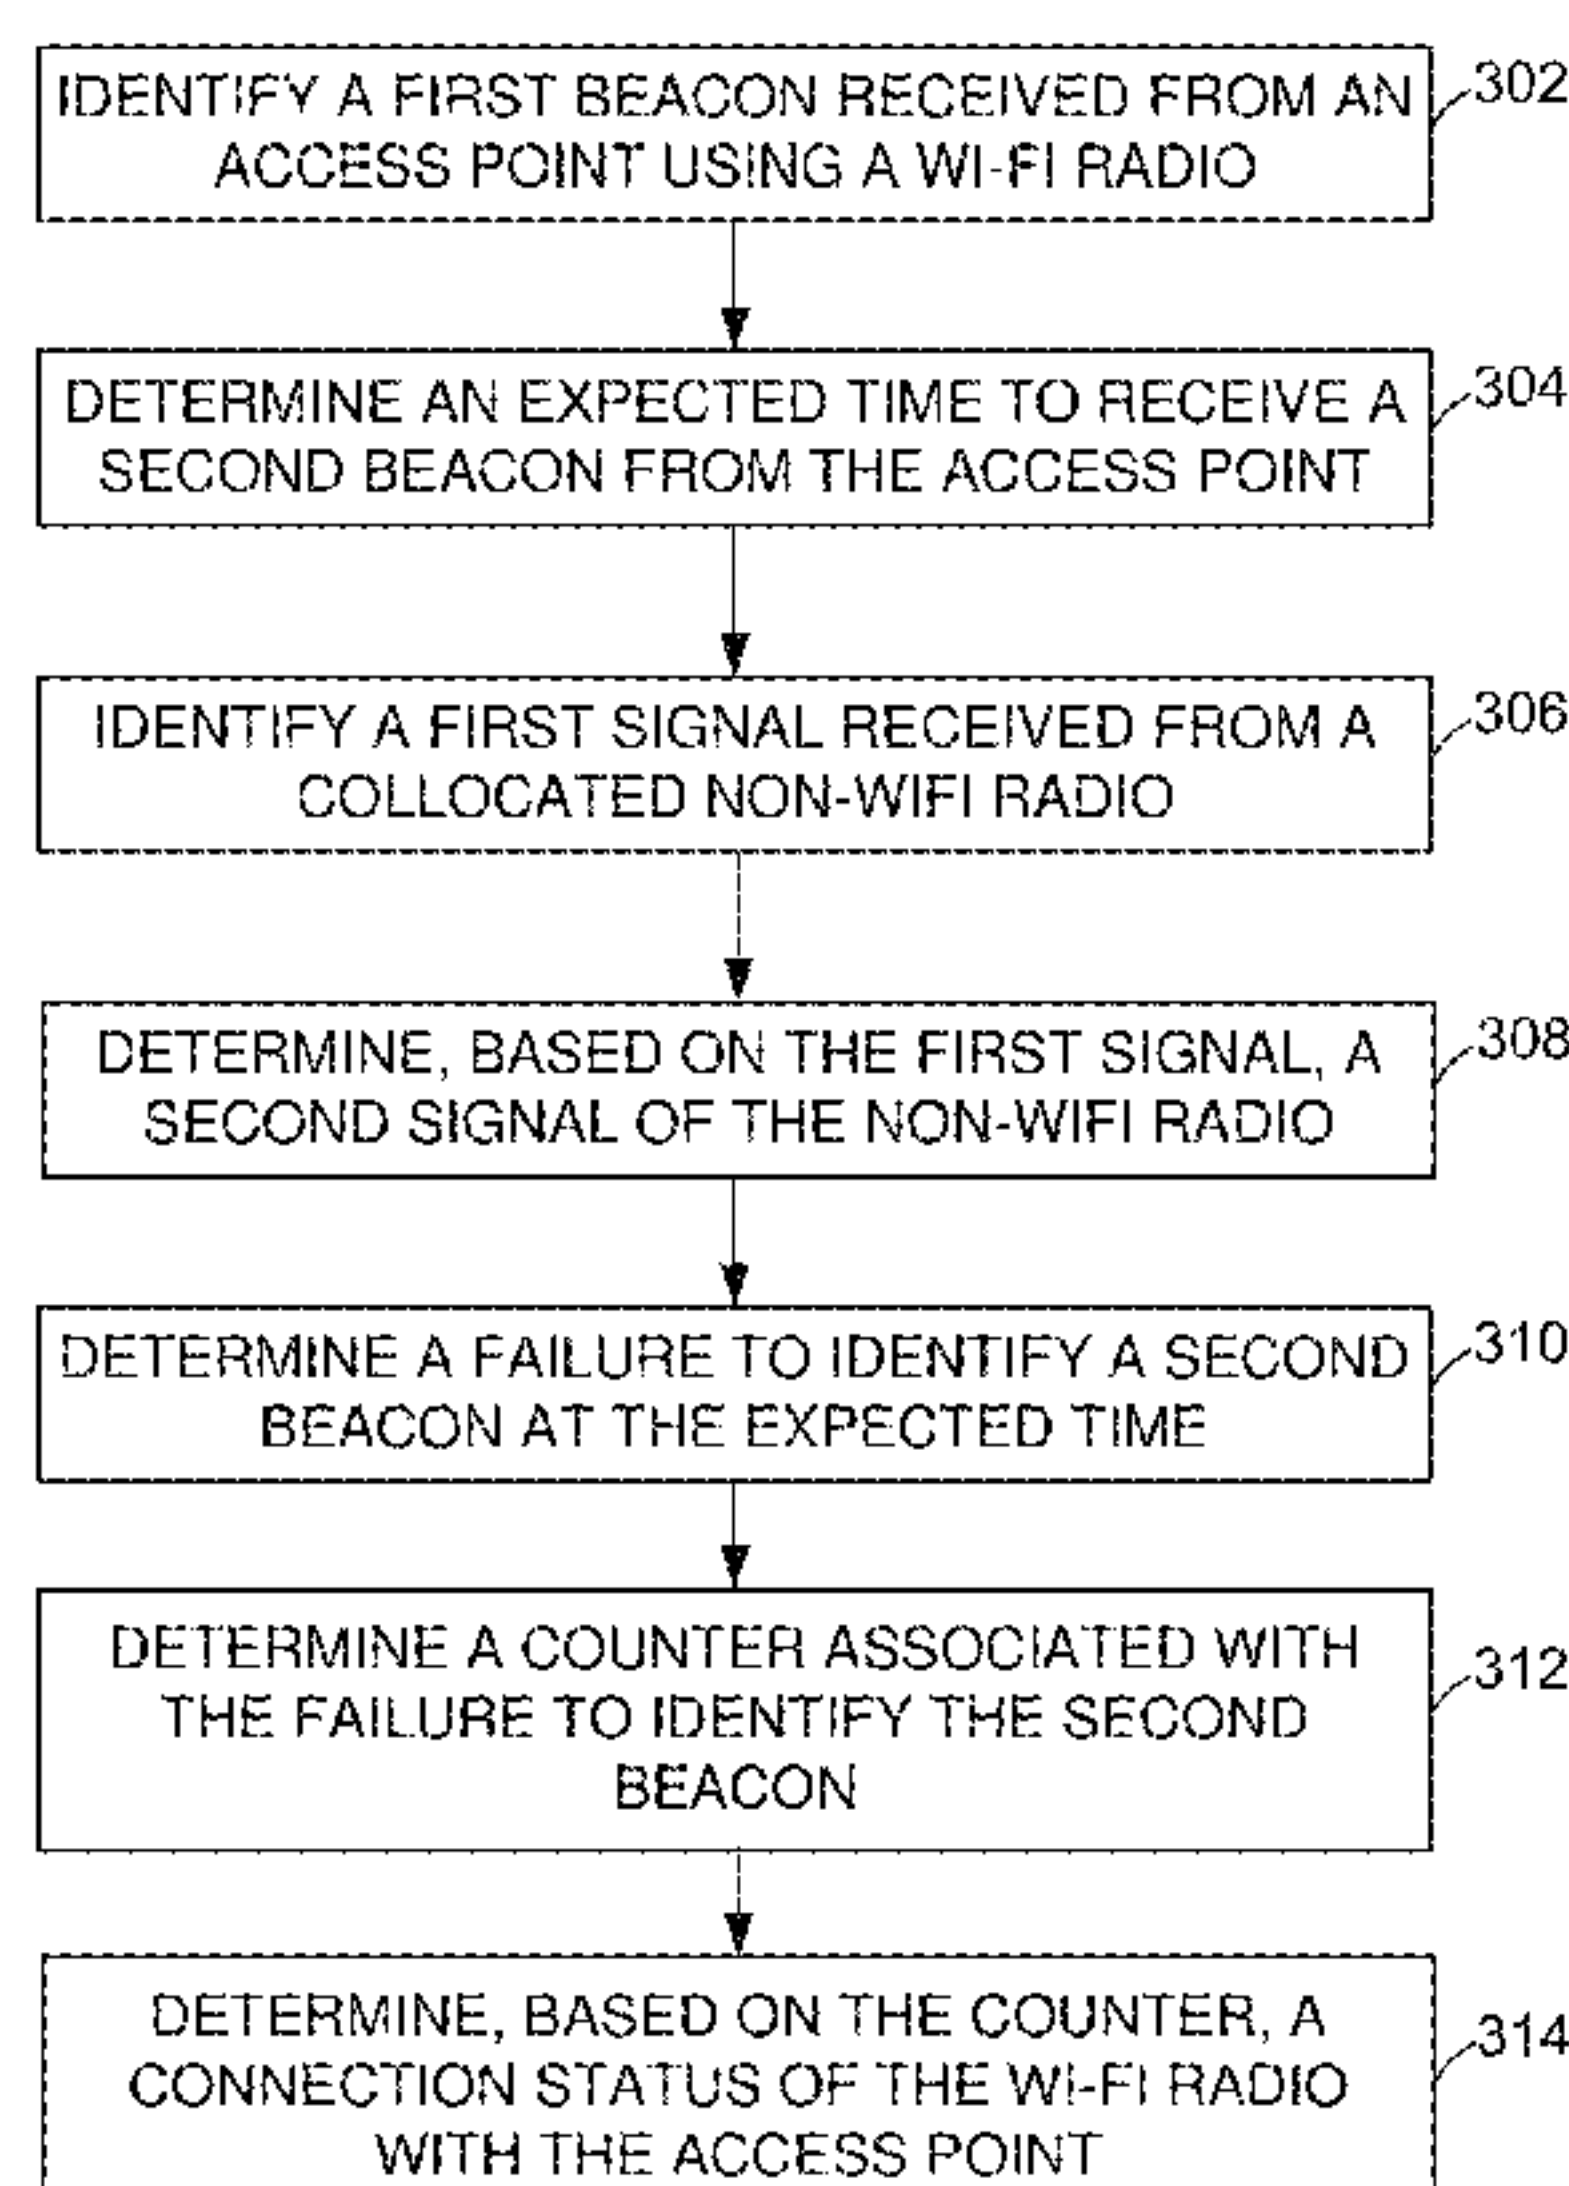 IDENTIFY A FIRST BEACON RECEIVED FROM AN
ACCESS POINT USING A WI-FI RADIO
302
DETERMINE AN EXPECTED TIME TO RECEIVE A
SECOND BEACON FROM THE ACCESS POINT
304
IDENTIFY A FIRST SIGNAL RECEIVED FROM A
COLLOCATED NON-WIFI RADIO
306
DETERMINE, BASED ON THE FIRST SIGNAL, A
SECOND SIGNAL OF THE NON-WIFI RADIO
308
DETERMINE A FAILURE TO IDENTIFY A SECOND
BEACON AT THE EXPECTED TIME
310
DETERMINE A COUNTER ASSOCIATED WITH
THE FAILURE TO IDENTIFY THE SECOND
BEACON
312
DETERMINE, BASED ON THE COUNTER, A
CONNECTION STATUS OF THE WI-FI RADIO
WITH THE ACCESS POINT
314